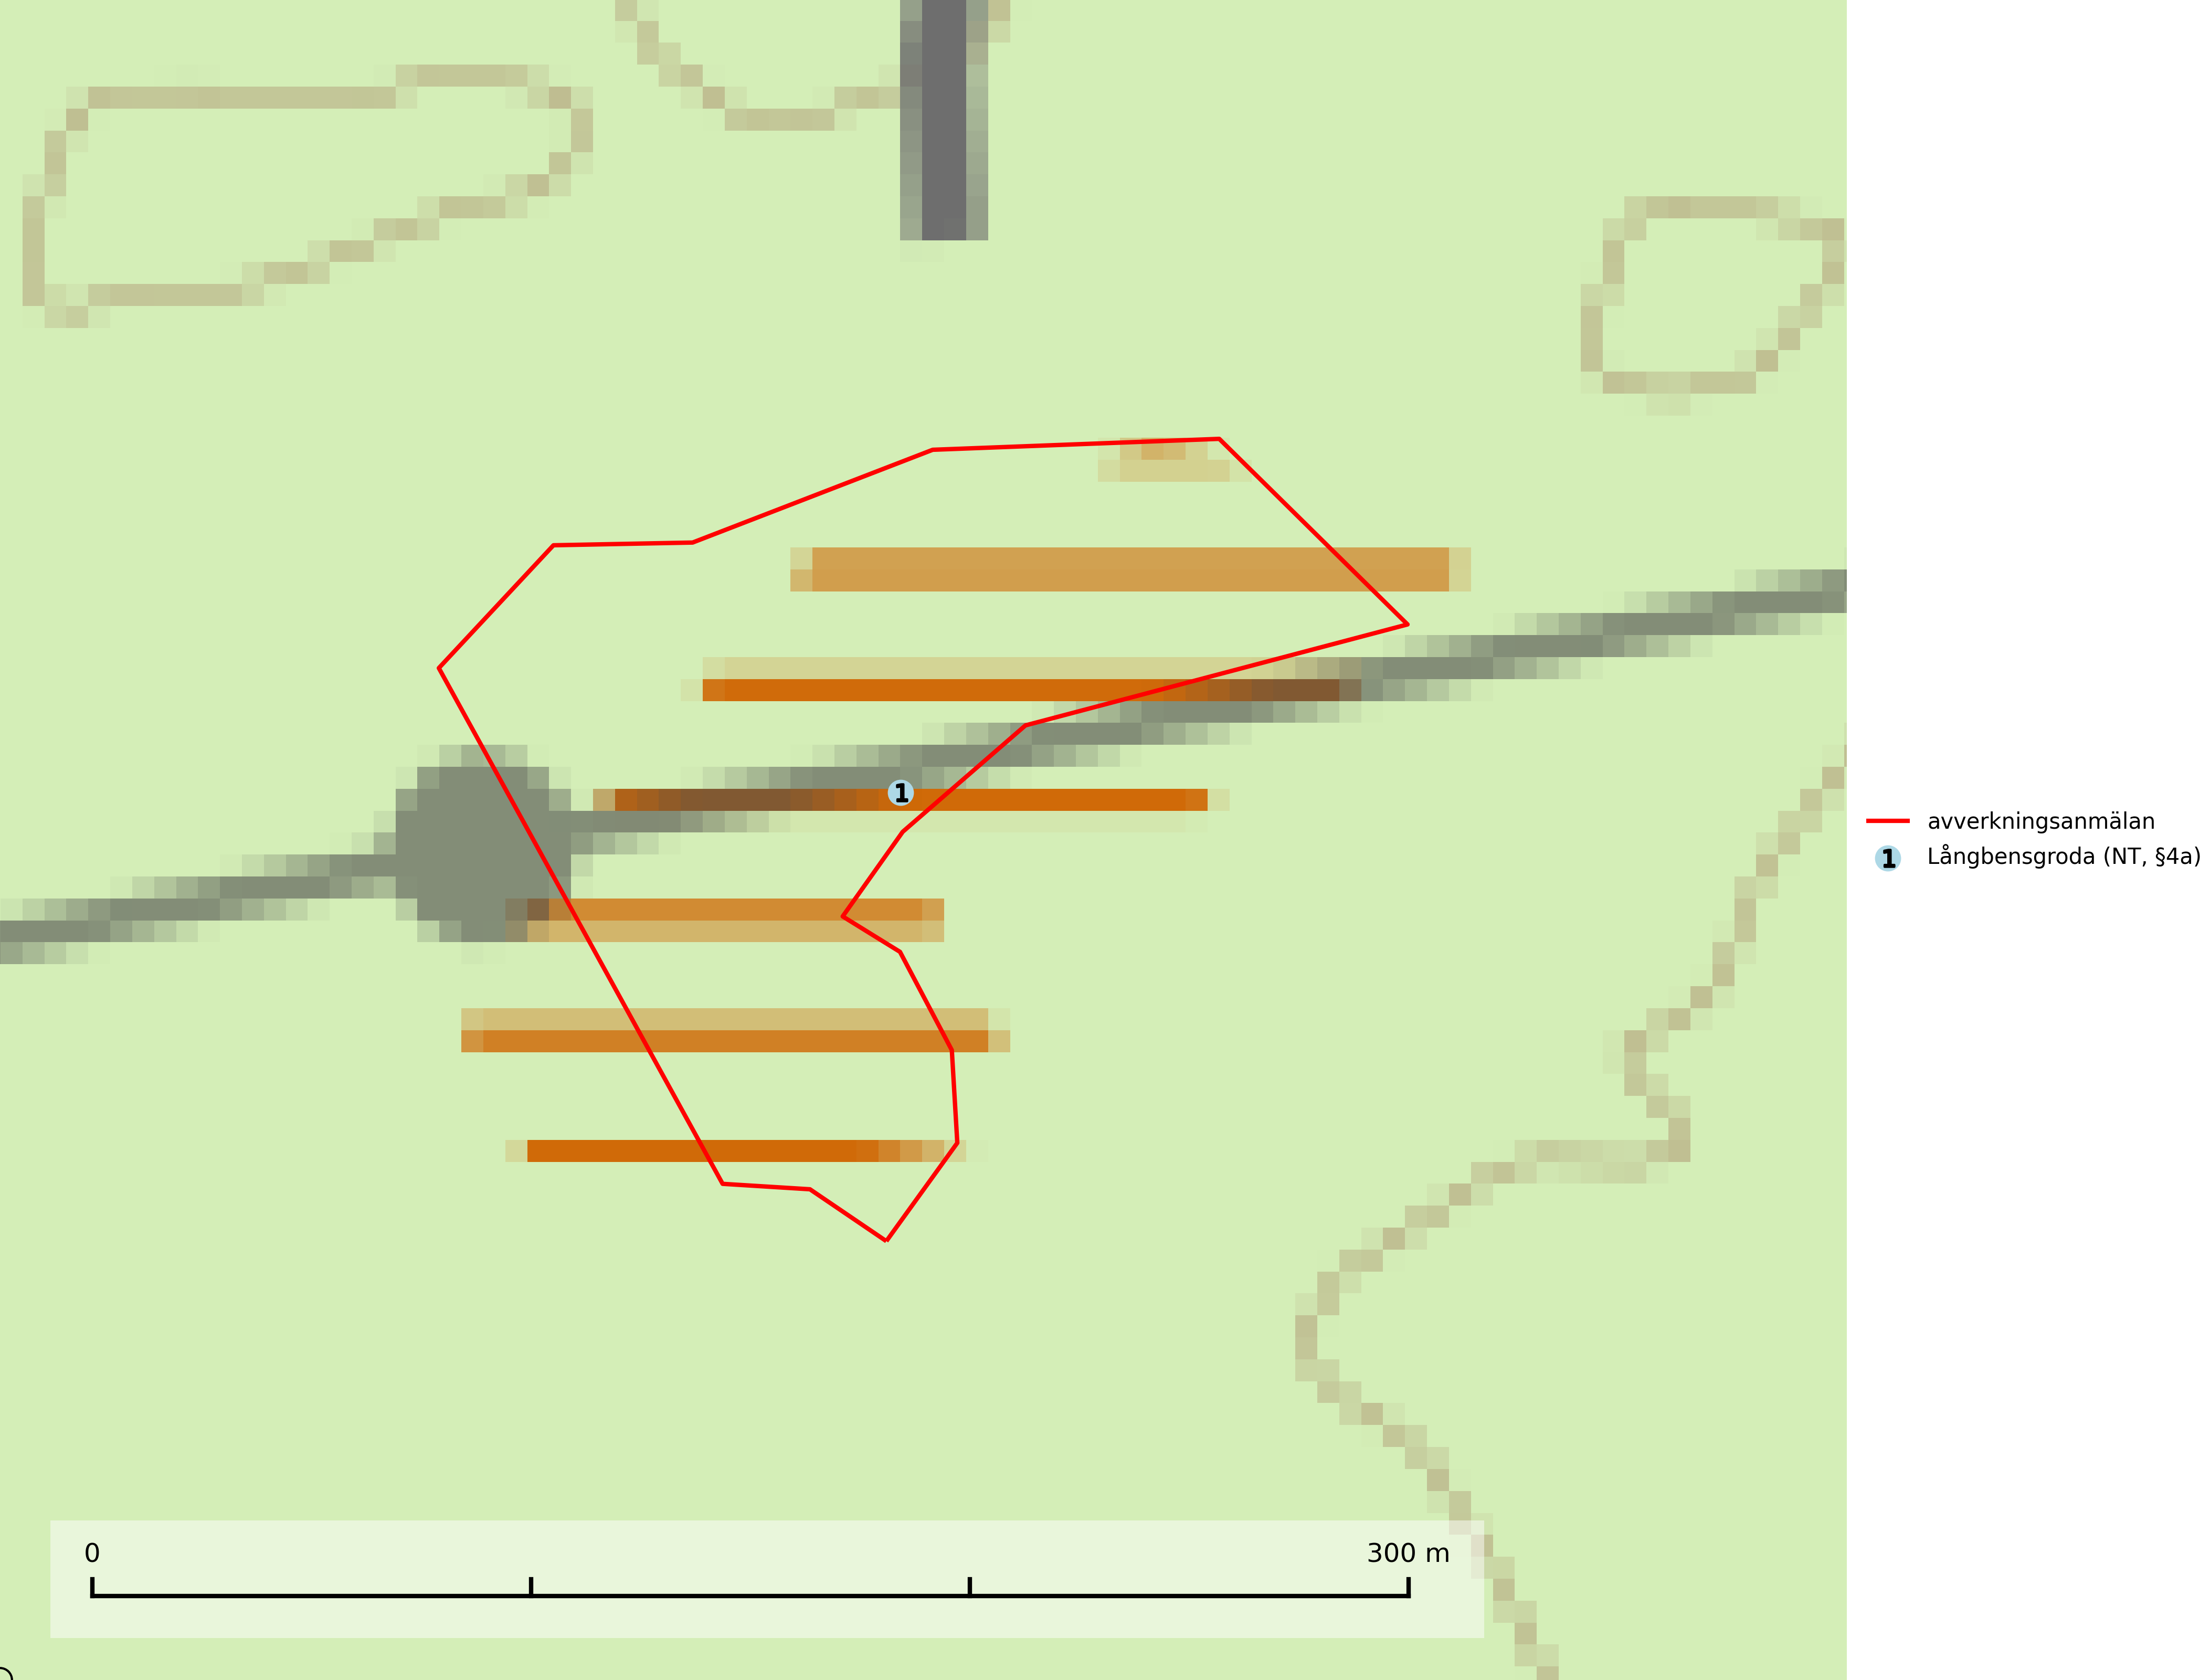 1
avverkningsanmälan
1 Långbensgroda (NT, §4a)
0 300 m